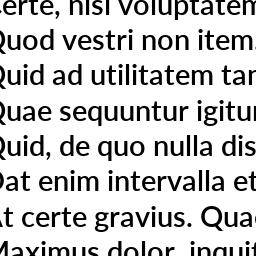 certe, nisi voluptatem
Quod vestri non item.
Quid ad utilitatem tan
Quae sequuntur igitur
Quid, de quo nulla dis
Dat enim intervalla et
At certe gravius. Quae
Maximus dolor, inquit